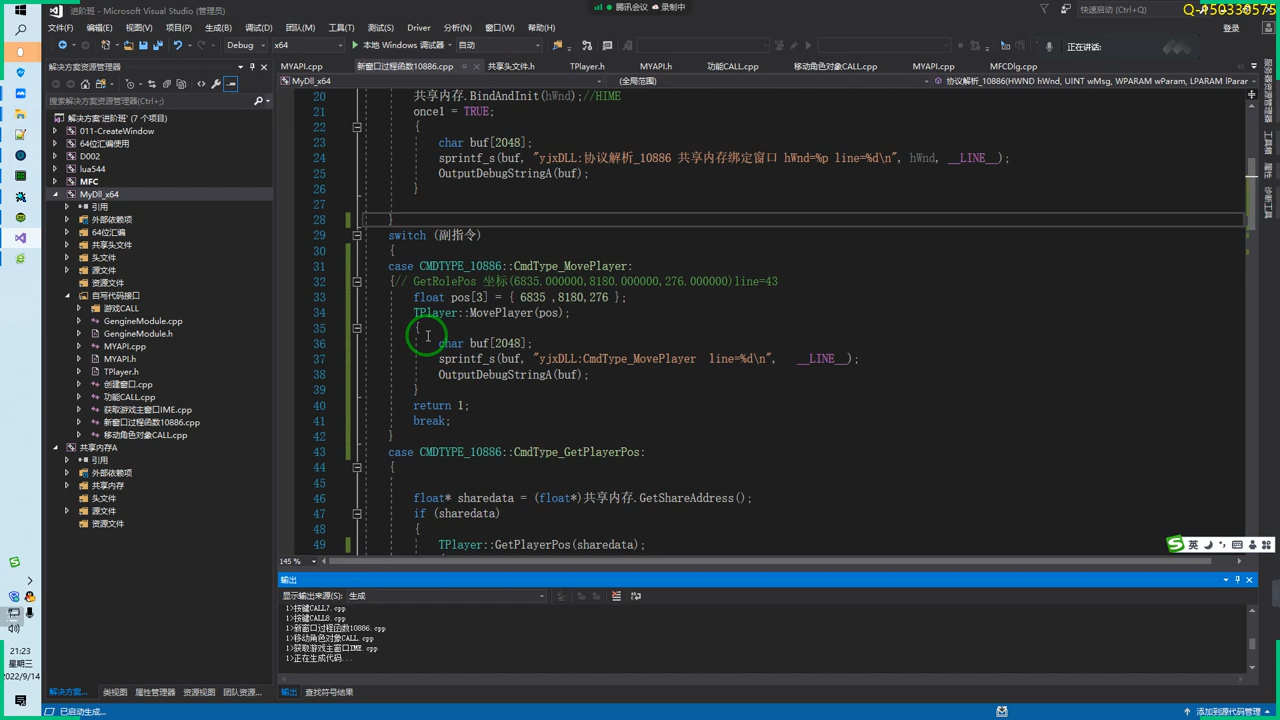 进阶班 - Microsoft Visual Studio (管理员)
腾讯会议 录制中
快速启动 (Ctrl+Q)
文件(F) 编辑(E) 视图(V) 项目(P) 生成(B) 调试(D) 团队(M) 工具(T) 测试(S) Driver 分析(N) 窗口(W) 帮助(H)
登录
Debug x64 本地 Windows 调试器 自动
正在讲话:
解决方案资源管理器
MYAPI.cpp 新窗口过程函数10886.cpp 共享头文件.h TPlayer.h MYAPI.h 功能CALL.cpp 移动角色对象CALL.cpp MYAPI.cpp MFCDlg.cpp
MyDll_x64 (全局范围) 协议解析_10886(HWND hWnd, UINT wMsg, WPARAM wParam, LPARAM lParam)
搜索解决方案资源管理器(Ctrl+;)
解决方案"进阶班" (7 个项目)
011-CreateWindow
64位汇编使用
D002
lua544
MFC
MyDll_x64
引用
外部依赖项
64位汇编
共享头文件
头文件
源文件
资源文件
自写代码接口
游戏CALL
GengineModule.cpp
GengineModule.h
MYAPI.cpp
MYAPI.h
TPlayer.h
创建窗口.cpp
功能CALL.cpp
获取游戏主窗口IME.cpp
新窗口过程函数10886.cpp
移动角色对象CALL.cpp
共享内存A
引用
外部依赖项
共享内存
头文件
源文件
资源文件
20 共享内存.BindAndInit(hWnd);//HIME
21 once1 = TRUE;
22 {
23 char buf[2048];
24 sprintf_s(buf, "yjxDLL:协议解析_10886 共享内存绑定窗口 hWnd=%p line=%d\n", hWnd, __LINE__);
25 OutputDebugStringA(buf);
26 }
27
28 }
29 switch (副指令)
30 {
31 case CMDTYPE_10886::CmdType_MovePlayer:
32 {// GetRolePos 坐标(6835.000000,8180.000000,276.000000)line=43
33 float pos[3] = { 6835 ,8180,276 };
34 TPlayer::MovePlayer(pos);
35 {
36 char buf[2048];
37 sprintf_s(buf, "yjxDLL:CmdType_MovePlayer line=%d\n", __LINE__);
38 OutputDebugStringA(buf);
39 }
40 return 1;
41 break;
42 }
43 case CMDTYPE_10886::CmdType_GetPlayerPos:
44 {
45
46 float* sharedata = (float*)共享内存.GetShareAddress();
47 if (sharedata)
48 {
49 TPlayer::GetPlayerPos(sharedata);
145 %
英
输出
显示输出来源(S): 生成
1>按键CALL7.cpp
1>按键CALL8.cpp
1>新窗口过程函数10886.cpp
1>移动角色对象CALL.cpp
1>获取游戏主窗口IME.cpp
1>正在生成代码...
解决方案... 类视图 属性管理器 资源视图 团队资源...
输出 查找符号结果
已启动生成...
添加到源代码管理
21:23
星期三
2022/9/14
服务器资源管理器
工具箱
属性
诊断工具